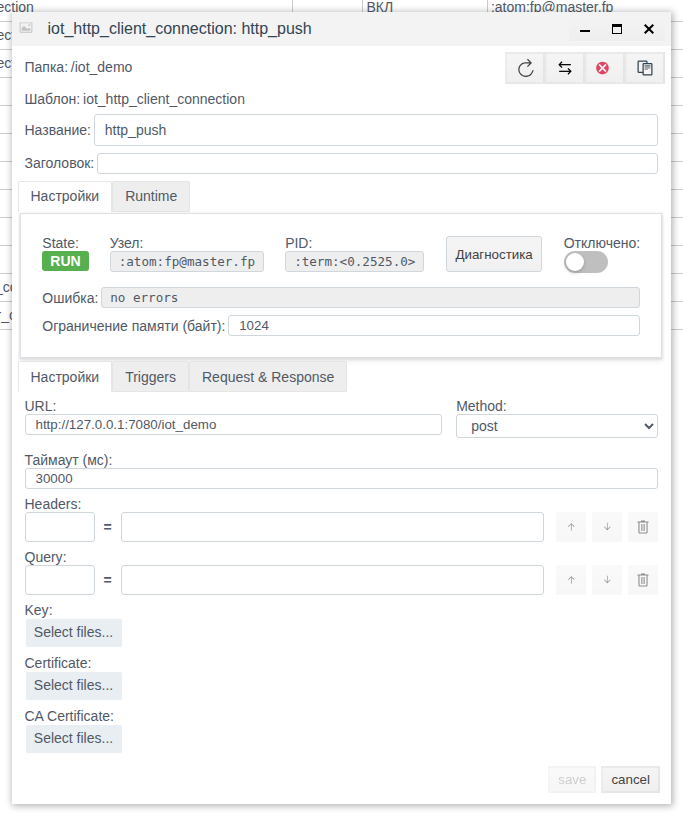 ection ВКЛ :atom:fp@master.fp
iot_http_client_connection: http_push
Папка: /iot_demo
Шаблон: iot_http_client_connection
Название: http_push
Заголовок:
Настройки Runtime
State: Узел: PID: Отключено:
RUN :atom:fp@master.fp :term:<0.2525.0> Диагностика
Ошибка: no errors
Ограничение памяти (байт): 1024
Настройки Triggers Request & Response
URL: Method:
http://127.0.0.1:7080/iot_demo post
Таймаут (мс):
30000
Headers:
=
Query:
=
Key:
Select files...
Certificate:
Select files...
CA Certificate:
Select files...
save cancel